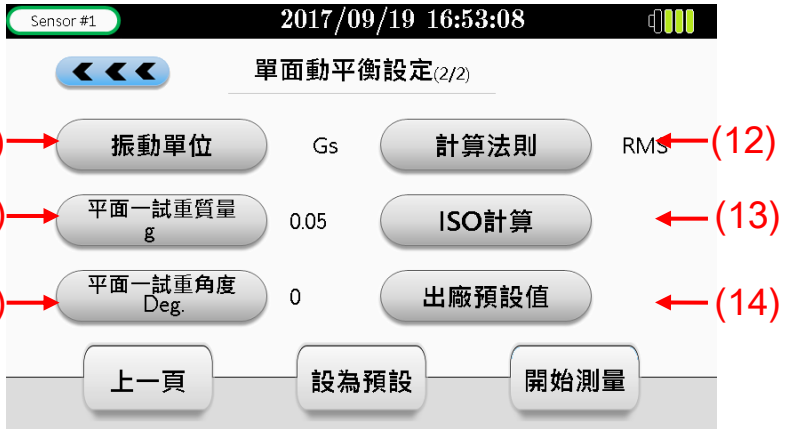 Sensor #1
2017/09/19 16:53:08
單面動平衡設定(2/2)
振動單位
Gs
計算法則
RMS
(12)
平面一試重質量
g
0.05
ISO計算
(13)
平面一試重角度
Deg.
0
出廠預設值
(14)
上一頁
設為預設
開始測量